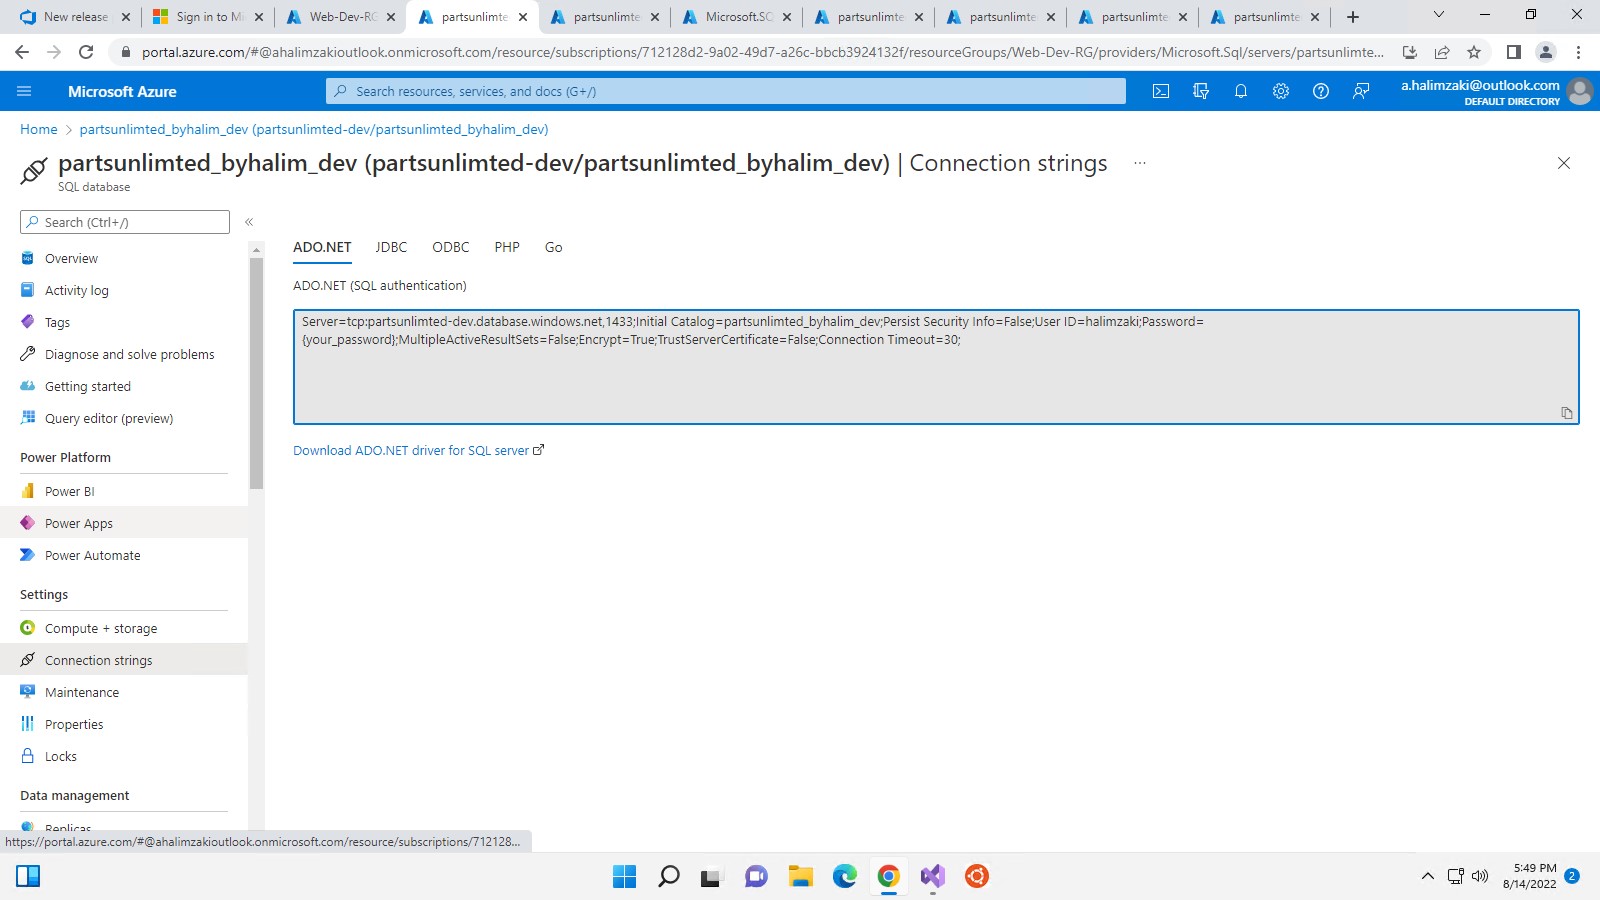 New release
Sign in to Mi
Web-Dev-RG
partsunlimte
partsunlimte
Microsoft.SQ
partsunlimte
partsunlimte
partsunlimte
partsunlimte
portal.azure.com/#@ahalimzakioutlook.onmicrosoft.com/resource/subscriptions/712128d2-9a02-49d7-a26c-bbcb3924132f/resourceGroups/Web-Dev-RG/providers/Microsoft.Sql/servers/partsunlimte...
Microsoft Azure
Search resources, services, and docs (G+/)
a.halimzaki@outlook.com
DEFAULT DIRECTORY
Home > partsunlimted_byhalim_dev (partsunlimted-dev/partsunlimted_byhalim_dev)
partsunlimted_byhalim_dev (partsunlimted-dev/partsunlimted_byhalim_dev) | Connection strings ...
SQL database
Search (Ctrl+/)
«
Overview
Activity log
Tags
Diagnose and solve problems
Getting started
Query editor (preview)
Power Platform
Power BI
Power Apps
Power Automate
Settings
Compute + storage
Connection strings
Maintenance
Properties
Locks
Data management
Replicas
ADO.NET JDBC ODBC PHP Go
ADO.NET (SQL authentication)
Server=tcp:partsunlimted-dev.database.windows.net,1433;Initial Catalog=partsunlimted_byhalim_dev;Persist Security Info=False;User ID=halimzaki;Password=
{your_password};MultipleActiveResultSets=False;Encrypt=True;TrustServerCertificate=False;Connection Timeout=30;
Download ADO.NET driver for SQL server
https://portal.azure.com/#@ahalimzakioutlook.onmicrosoft.com/resource/subscriptions/712128...
5:49 PM
8/14/2022
2